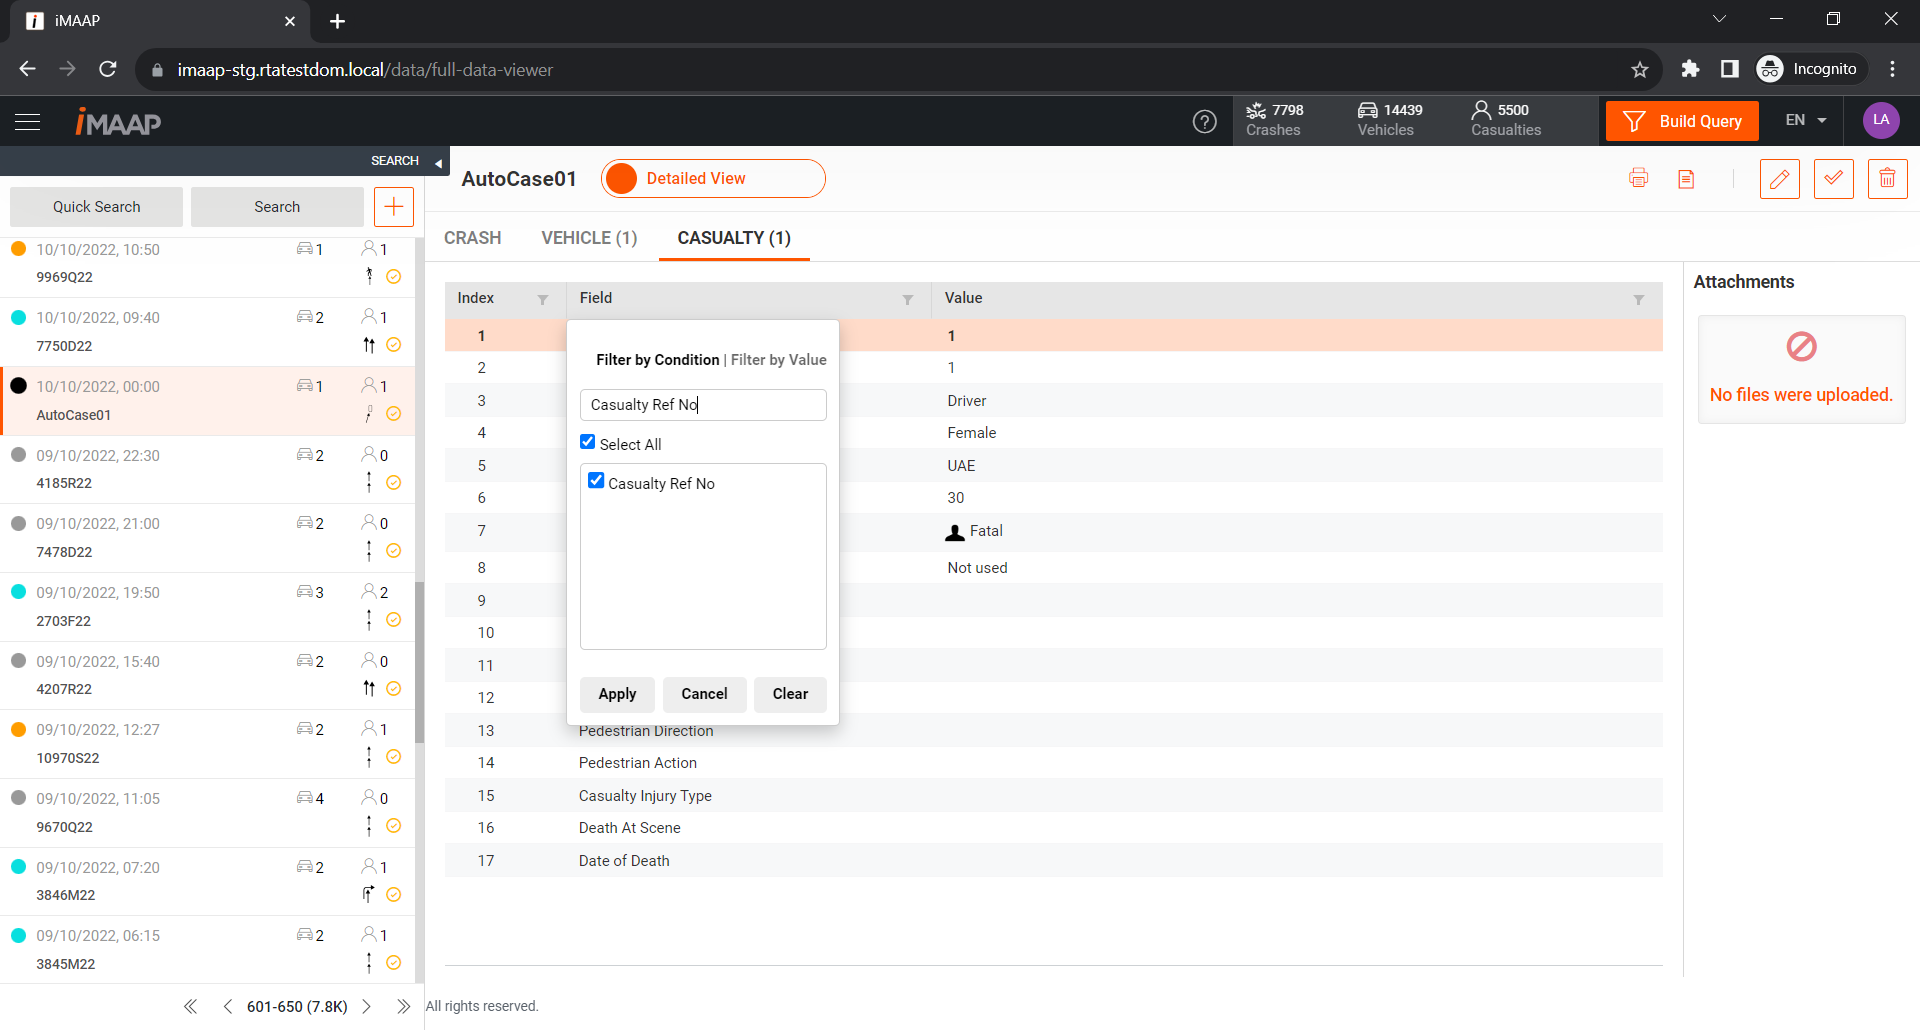 iMAAP
imaap-stg.rtatestdom.local/data/full-data-viewer
Incognito
iMAAP
7798 Crashes
14439 Vehicles
5500 Casualties
Build Query
EN
LA
SEARCH
Quick Search
Search
10/10/2022, 10:50 1 1
9969Q22
10/10/2022, 09:40 2 1
7750D22
10/10/2022, 00:00 1 1
AutoCase01
09/10/2022, 22:30 2 0
4185R22
09/10/2022, 21:00 2 0
7478D22
09/10/2022, 19:50 3 2
2703F22
09/10/2022, 15:40 2 0
4207R22
09/10/2022, 12:27 2 1
10970S22
09/10/2022, 11:05 4 0
9670Q22
09/10/2022, 07:20 2 1
3846M22
09/10/2022, 06:15 2 1
3845M22
601-650 (7.8K)
AutoCase01
Detailed View
CRASH VEHICLE (1) CASUALTY (1)
Index Field Value
1 1
2 1
3 Driver
4 Female
5 UAE
6 30
7 Fatal
8 Not used
9
10
11
12
13 Pedestrian Direction
14 Pedestrian Action
15 Casualty Injury Type
16 Death At Scene
17 Date of Death
Filter by Condition | Filter by Value
Casualty Ref No
Select All
Casualty Ref No
Apply Cancel Clear
Attachments
No files were uploaded.
All rights reserved.